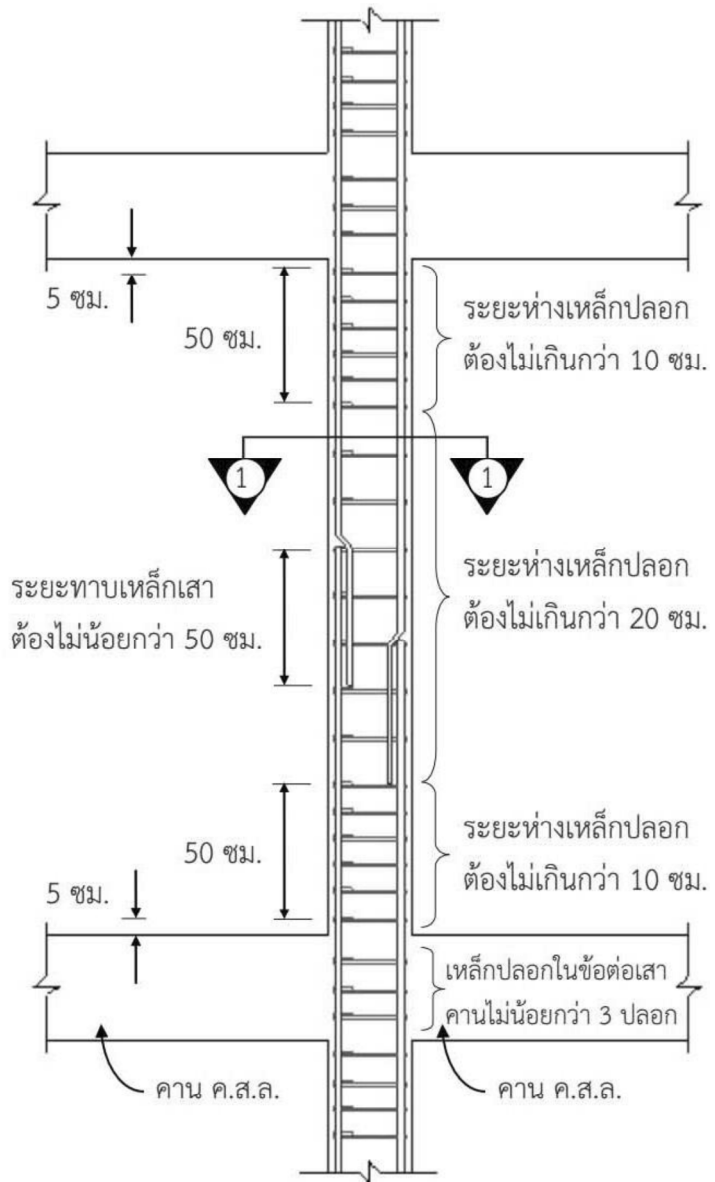 5 ซม.
50 ซม.
ระยะห่างเหล็กปลอก
ต้องไม่เกินกว่า 10 ซม.
1
1
ระยะทาบเหล็กเสา
ต้องไม่น้อยกว่า 50 ซม.
ระยะห่างเหล็กปลอก
ต้องไม่เกินกว่า 20 ซม.
50 ซม.
ระยะห่างเหล็กปลอก
ต้องไม่เกินกว่า 10 ซม.
5 ซม.
เหล็กปลอกในข้อต่อเสา
คานไม่น้อยกว่า 3 ปลอก
คาน ค.ส.ล.
คาน ค.ส.ล.